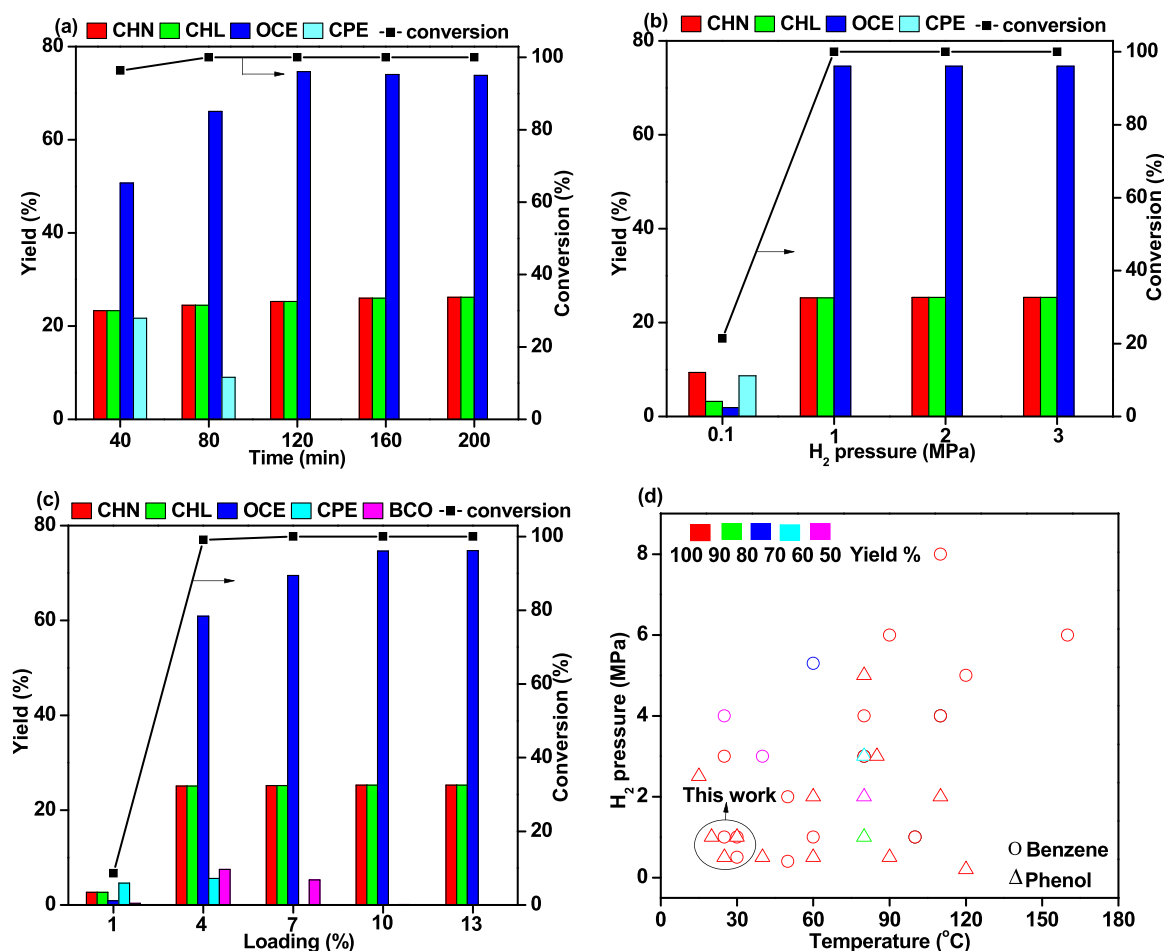 (a) CHN CHL OCE CPE conversion
80
60
40
20
0
Yield (%)
100
80
60
40
20
0
Conversion (%)
40 80 120 160 200
Time (min)
(b) CHN CHL OCE CPE conversion
80
60
40
20
0
Yield (%)
100
80
60
40
20
0
Conversion (%)
0.1 1 2 3
H₂ pressure (MPa)
(c) CHN CHL OCE CPE BCO conversion
80
60
40
20
0
Yield (%)
100
80
60
40
20
0
Conversion (%)
1 4 7 10 13
Loading (%)
(d)
100 90 80 70 60 50 Yield %
8
6
4
2
0
H₂ pressure (MPa)
This work
Benzene
Phenol
0 30 60 90 120 150 180
Temperature (°C)